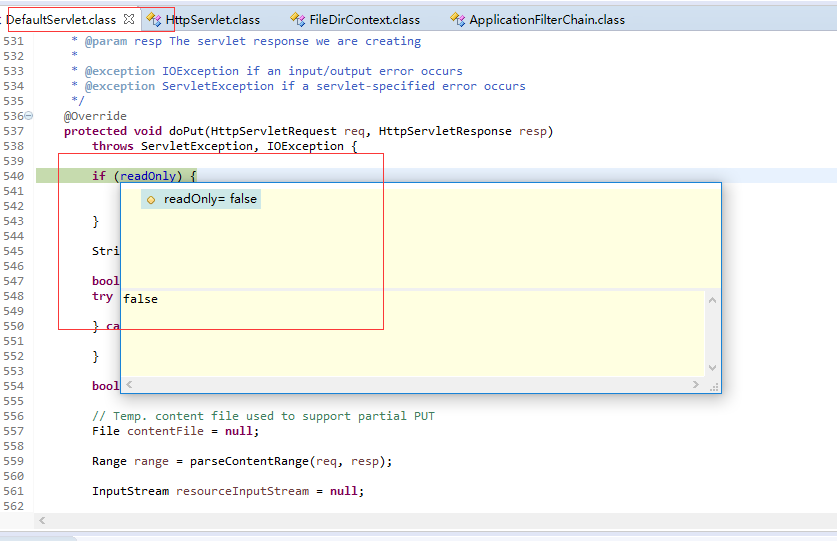 DefaultServlet.class HttpServlet.class FileDirContext.class ApplicationFilterChain.class
531 * @param resp The servlet response we are creating
532 *
533 * @exception IOException if an input/output error occurs
534 * @exception ServletException if a servlet-specified error occurs
535 */
536 @Override
537 protected void doPut(HttpServletRequest req, HttpServletResponse resp)
538 throws ServletException, IOException {
539
540 if (readOnly) {
541
readOnly= false
542
543 }
544
545 Stri
546
547 bool
548 try
false
549
550 } ca
551
552 }
553
554 bool
555
556 // Temp. content file used to support partial PUT
557 File contentFile = null;
558
559 Range range = parseContentRange(req, resp);
560
561 InputStream resourceInputStream = null;
562